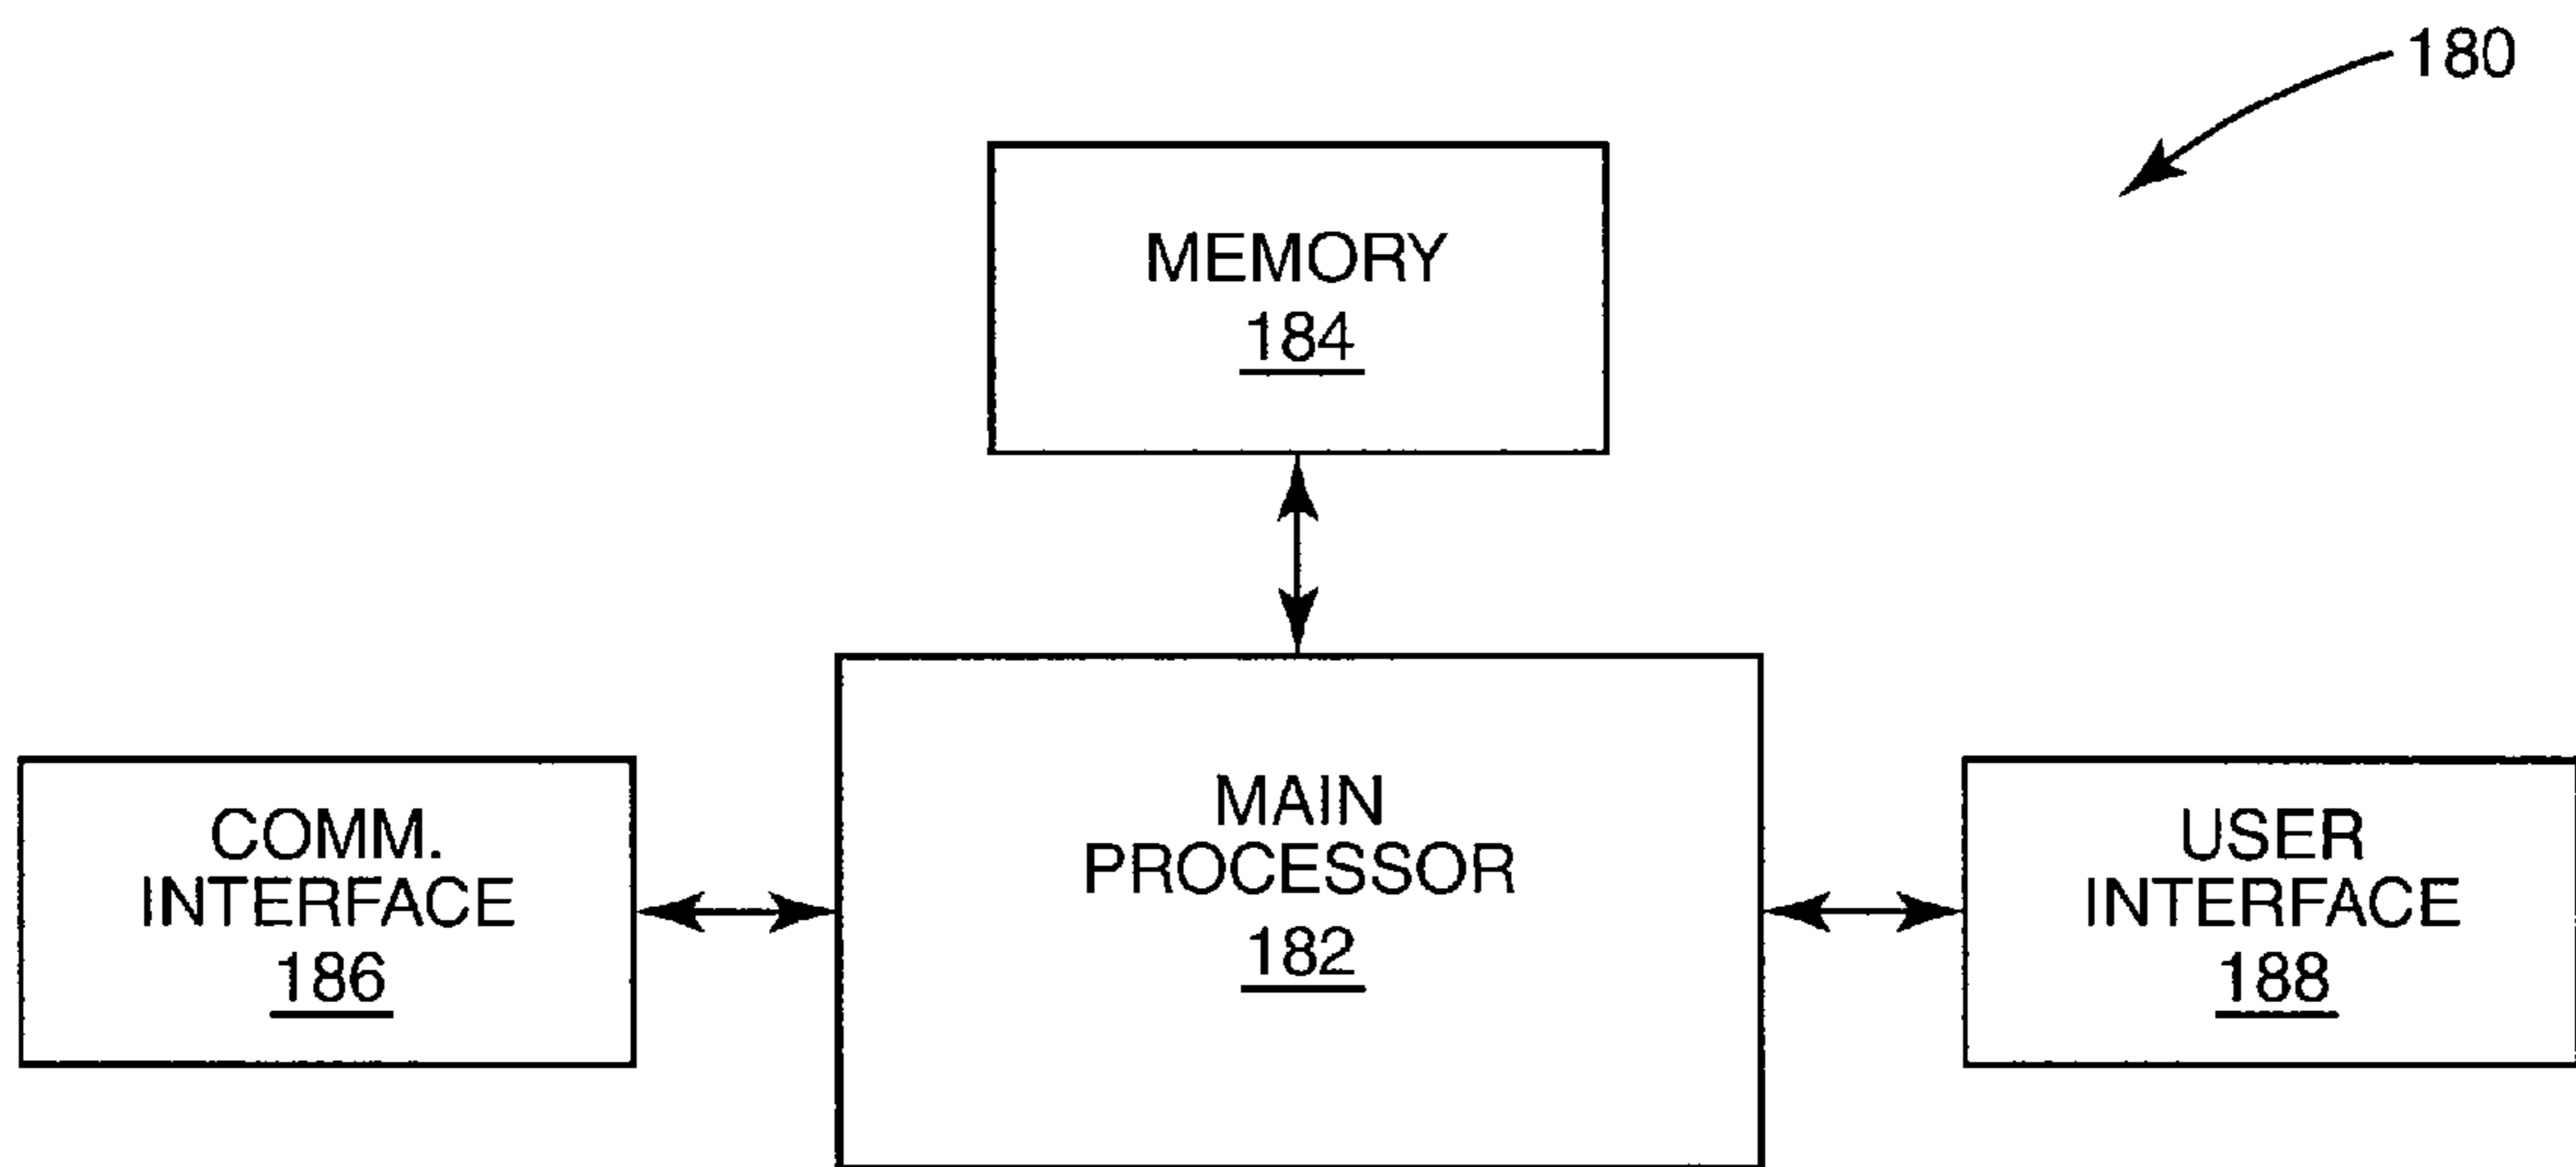 180
MEMORY
184
MAIN
PROCESSOR
182
COMM.
INTERFACE
186
USER
INTERFACE
188